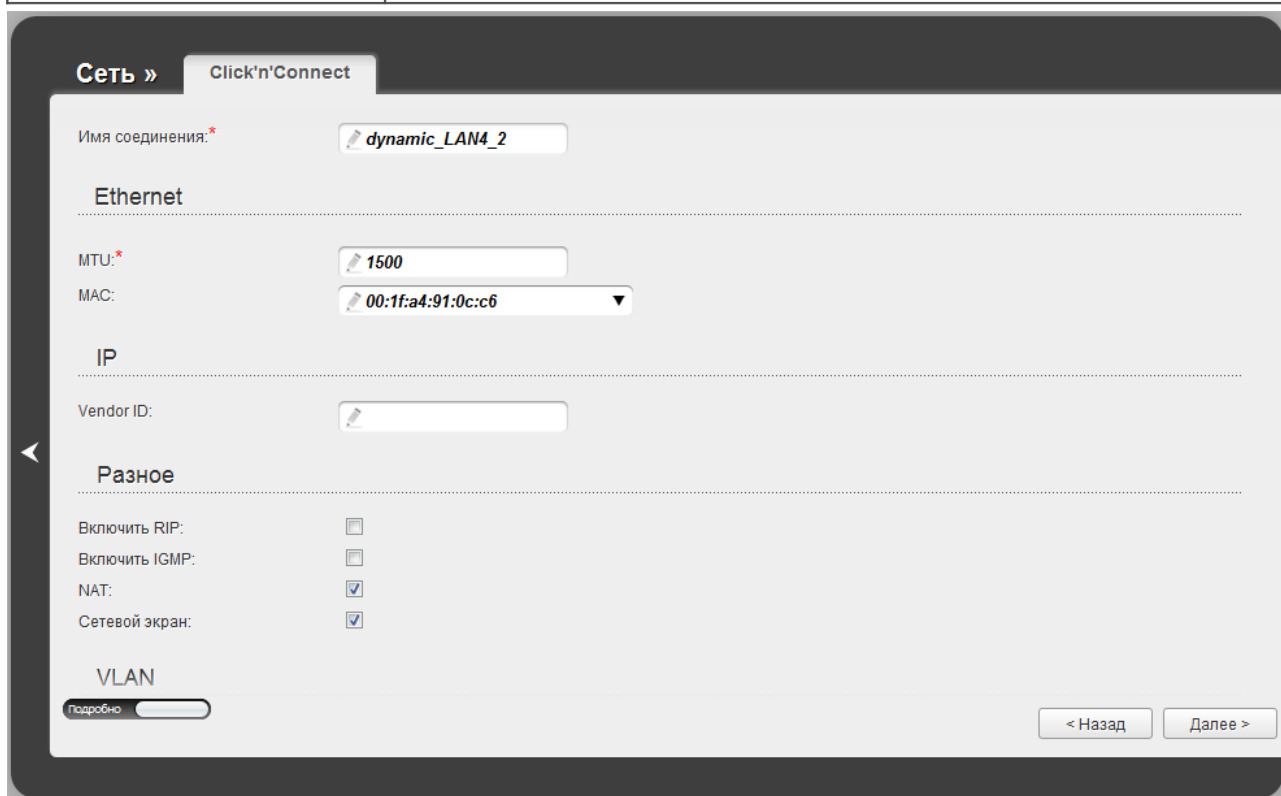 Сеть »
Click'n'Connect
Имя соединения:*
dynamic_LAN4_2
Ethernet
MTU:*
1500
MAC:
00:1f:a4:91:0c:c6
IP
Vendor ID:
Разное
Включить RIP:
Включить IGMP:
NAT:
Сетевой экран:
VLAN
Подробно
< Назад
Далее >